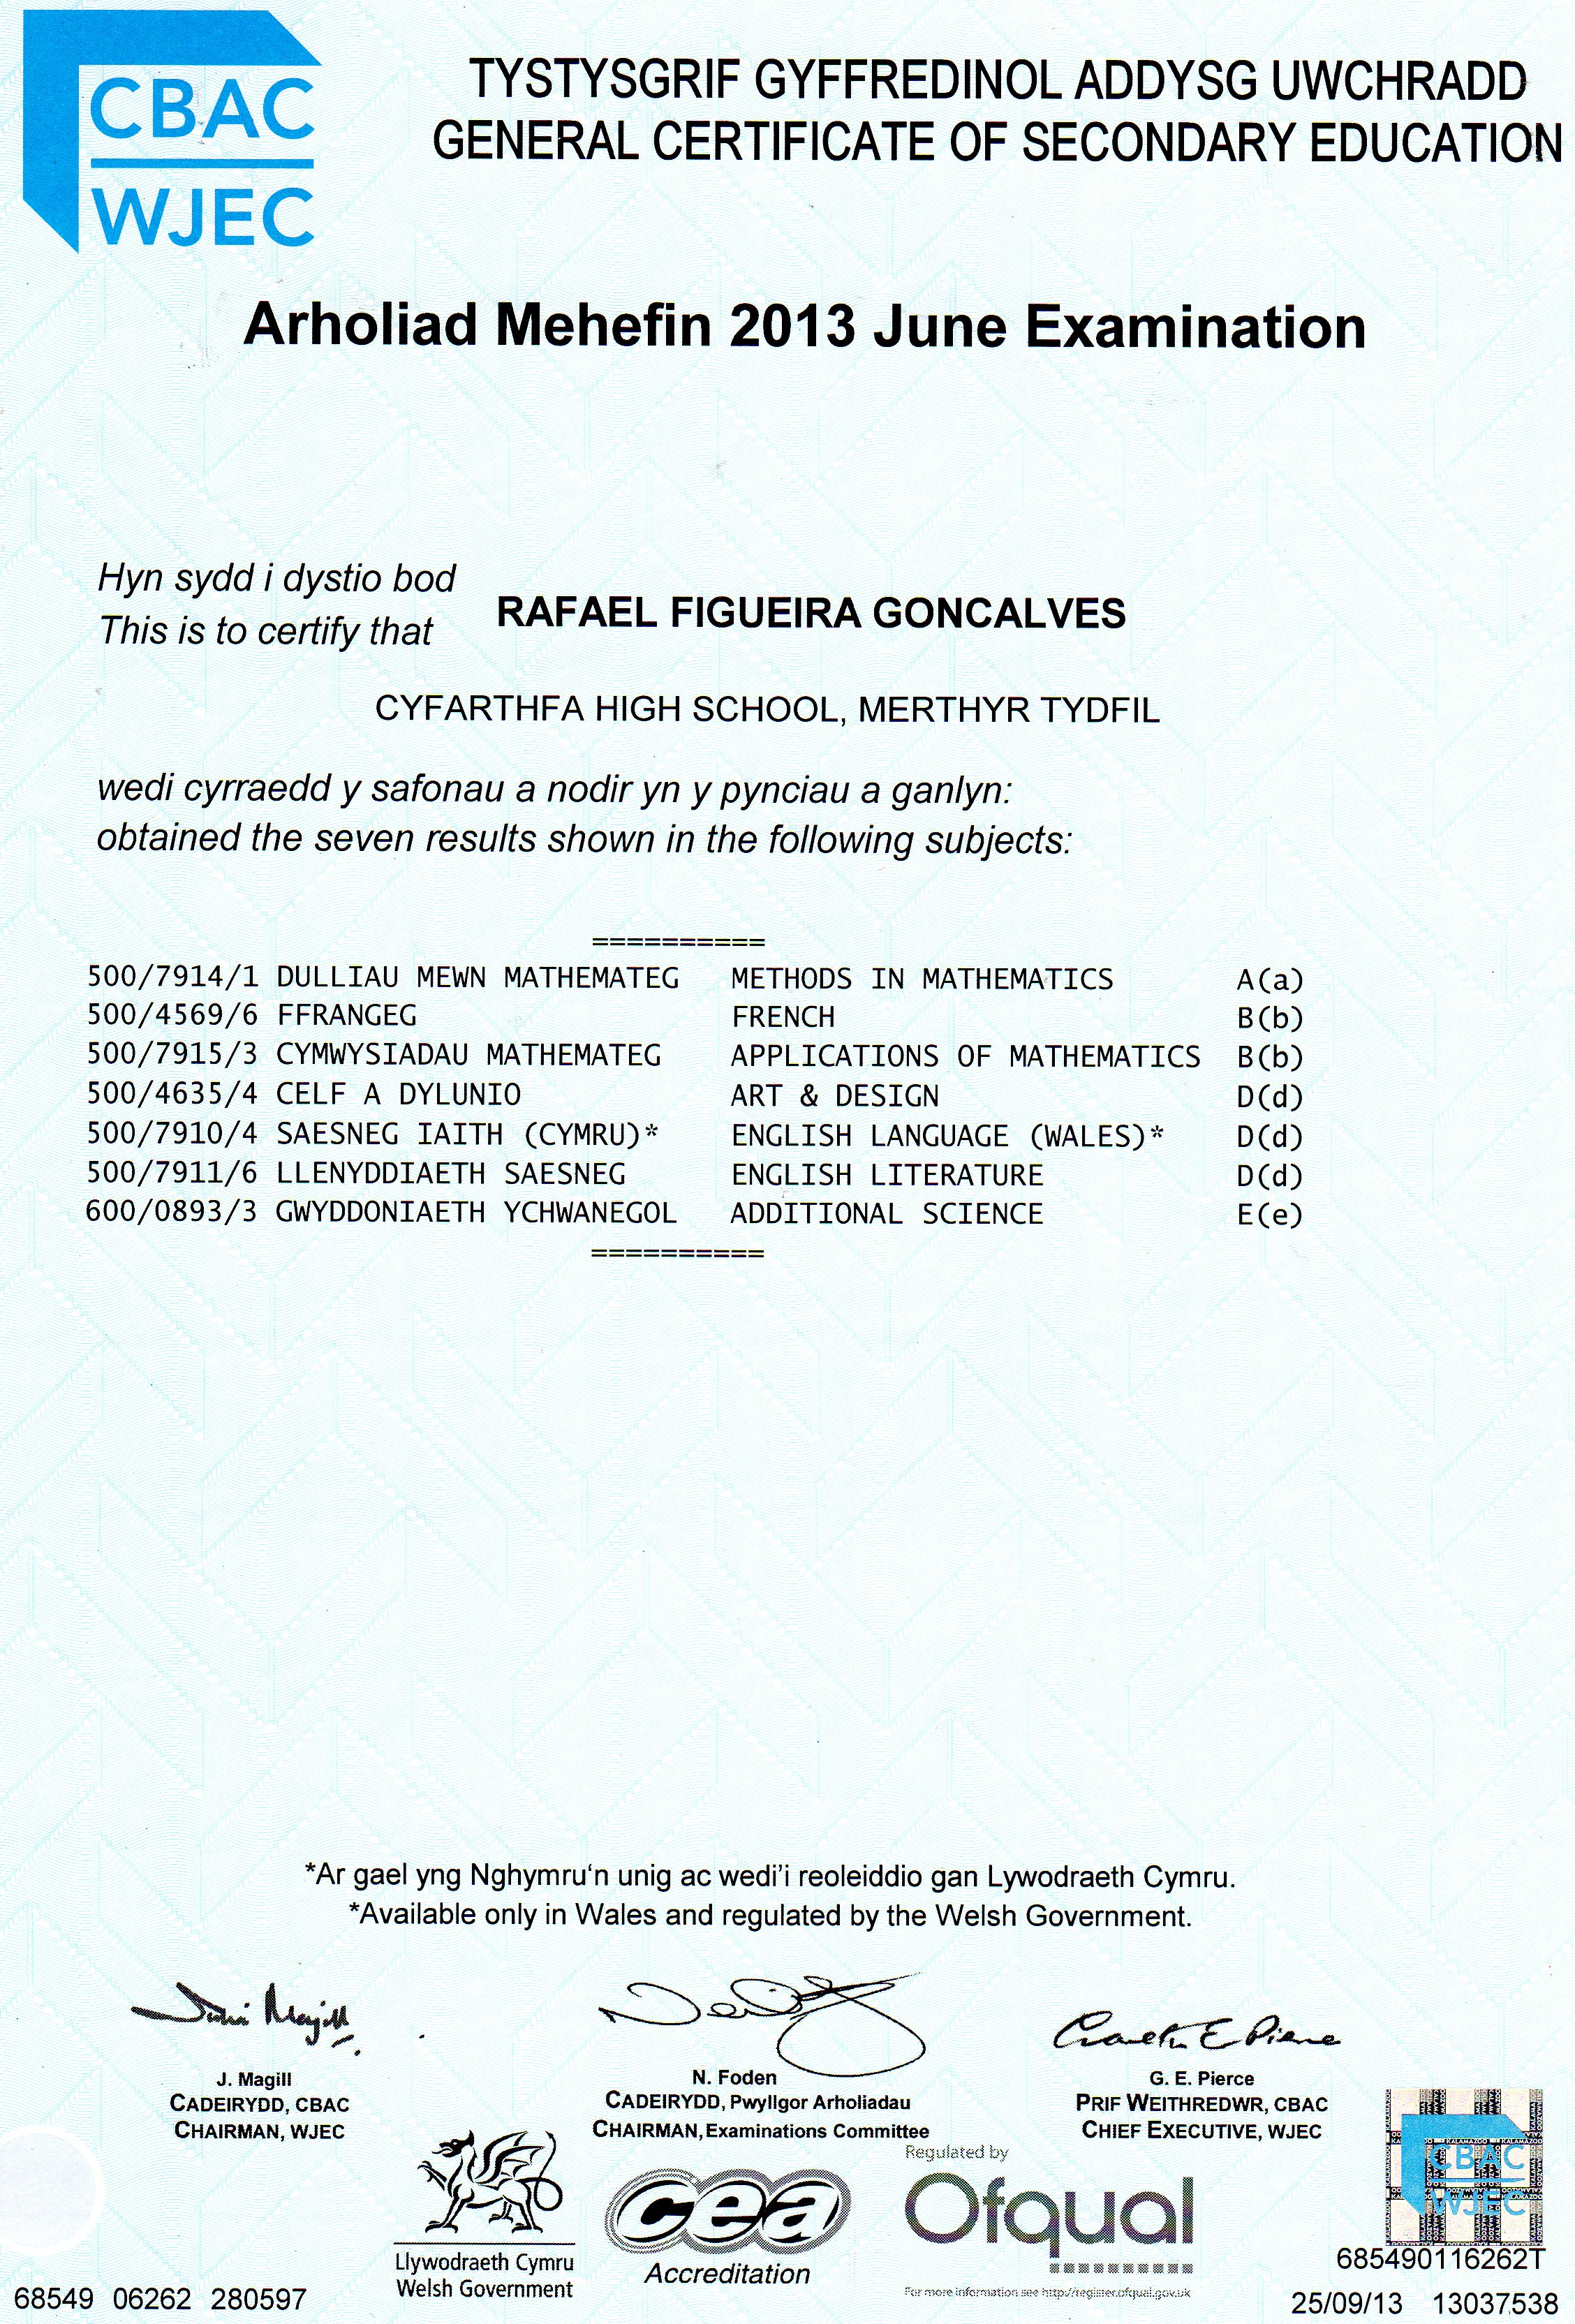 CBAC
WJEC
TYSTYSGRIF GYFFREDINOL ADDYSG UWCHRADD
GENERAL CERTIFICATE OF SECONDARY EDUCATION
Arholiad Mehefin 2013 June Examination
Hyn sydd i dystio bod
This is to certify that
RAFAEL FIGUEIRA GONCALVES
CYFARTHFA HIGH SCHOOL, MERTHYR TYDFIL
wedi cyrraedd y safonau a nodir yn y pynciau a ganlyn:
obtained the seven results shown in the following subjects:
==========
500/7914/1 DULLIAU MEWN MATHEMATEG METHODS IN MATHEMATICS A(a)
500/4569/6 FFRANGEG FRENCH B(b)
500/7915/3 CYMWYSIADAU MATHEMATEG APPLICATIONS OF MATHEMATICS B(b)
500/4635/4 CELF A DYLUNIO ART & DESIGN D(d)
500/7910/4 SAESNEG IAITH (CYMRU)* ENGLISH LANGUAGE (WALES)* D(d)
500/7911/6 LLENYDDIAETH SAESNEG ENGLISH LITERATURE D(d)
600/0893/3 GWYDDONIAETH YCHWANEGOL ADDITIONAL SCIENCE E(e)
==========
*Ar gael yng Nghymru‘n unig ac wedi’i reoleiddio gan Lywodraeth Cymru.
*Available only in Wales and regulated by the Welsh Government.
J. Magill
CADEIRYDD, CBAC
CHAIRMAN, WJEC
N. Foden
CADEIRYDD, Pwyllgor Arholiadau
CHAIRMAN, Examinations Committee
G. E. Pierce
PRIF WEITHREDWR, CBAC
CHIEF EXECUTIVE, WJEC
Llywodraeth Cymru
Welsh Government
cea
Accreditation
Regulated by
Ofqual
For more information see http://register.ofqual.gov.uk
CBAC
WJEC
685490116262T
68549 06262 280597
25/09/13 13037538